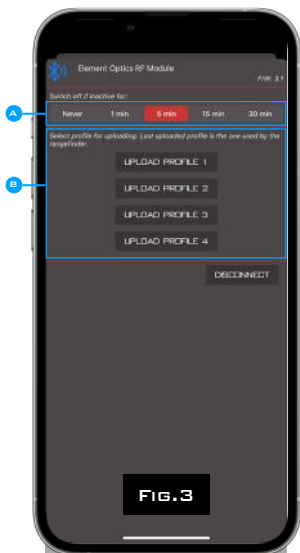 Element Optics RF Module
F/W: 3.1
Switch off if inactive for:
A
Never 1 min 5 min 15 min 30 min
Select profile for uploading. Last uploaded profile is the one used by the
rangefinder.
B
UPLOAD PROFILE 1
UPLOAD PROFILE 2
UPLOAD PROFILE 3
UPLOAD PROFILE 4
DISCONNECT
FIG.3